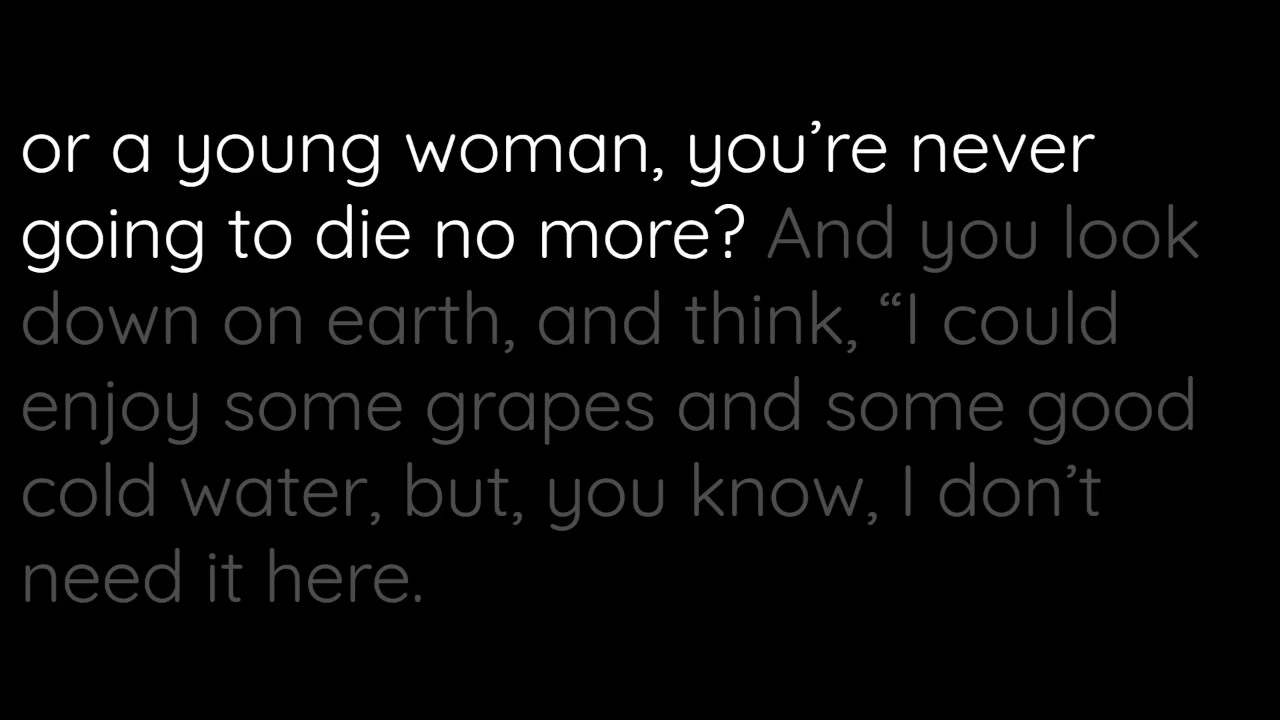 or a young woman, you’re never
going to die no more? And you look
down on earth, and think, “I could
enjoy some grapes and some good
cold water, but, you know, I don’t
need it here.